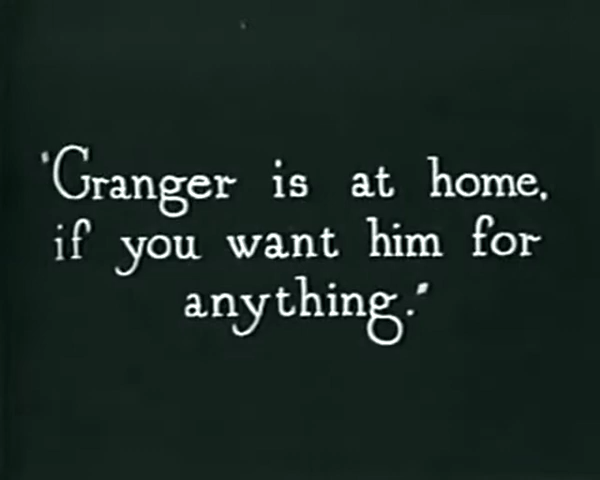 "Granger is at home,
if you want him for
anything."